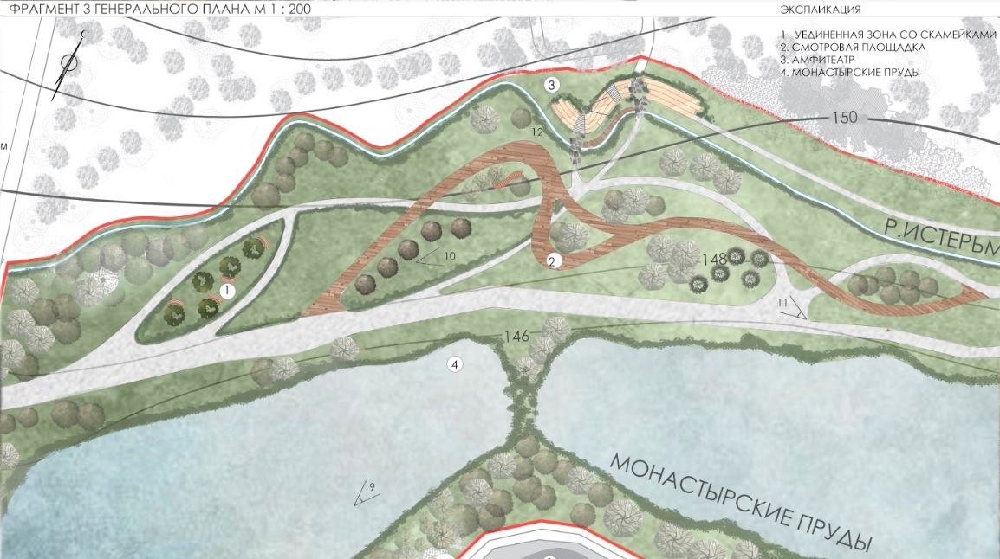 ФРАГМЕНТ 3 ГЕНЕРАЛЬНОГО ПЛАНА М 1 : 200
ЭКСПЛИКАЦИЯ
1 УЕДИНЕННАЯ ЗОНА СО СКАМЕЙКАМИ
2. СМОТРОВАЯ ПЛОЩАДКА
3. АМФИТЕАТР
4. МОНАСТЫРСКИЕ ПРУДЫ
С
3
150
12
М
Р.ИСТЕРЬМ
10
2
148
1
11
146
4
9
МОНАСТЫРСКИЕ ПРУДЫ